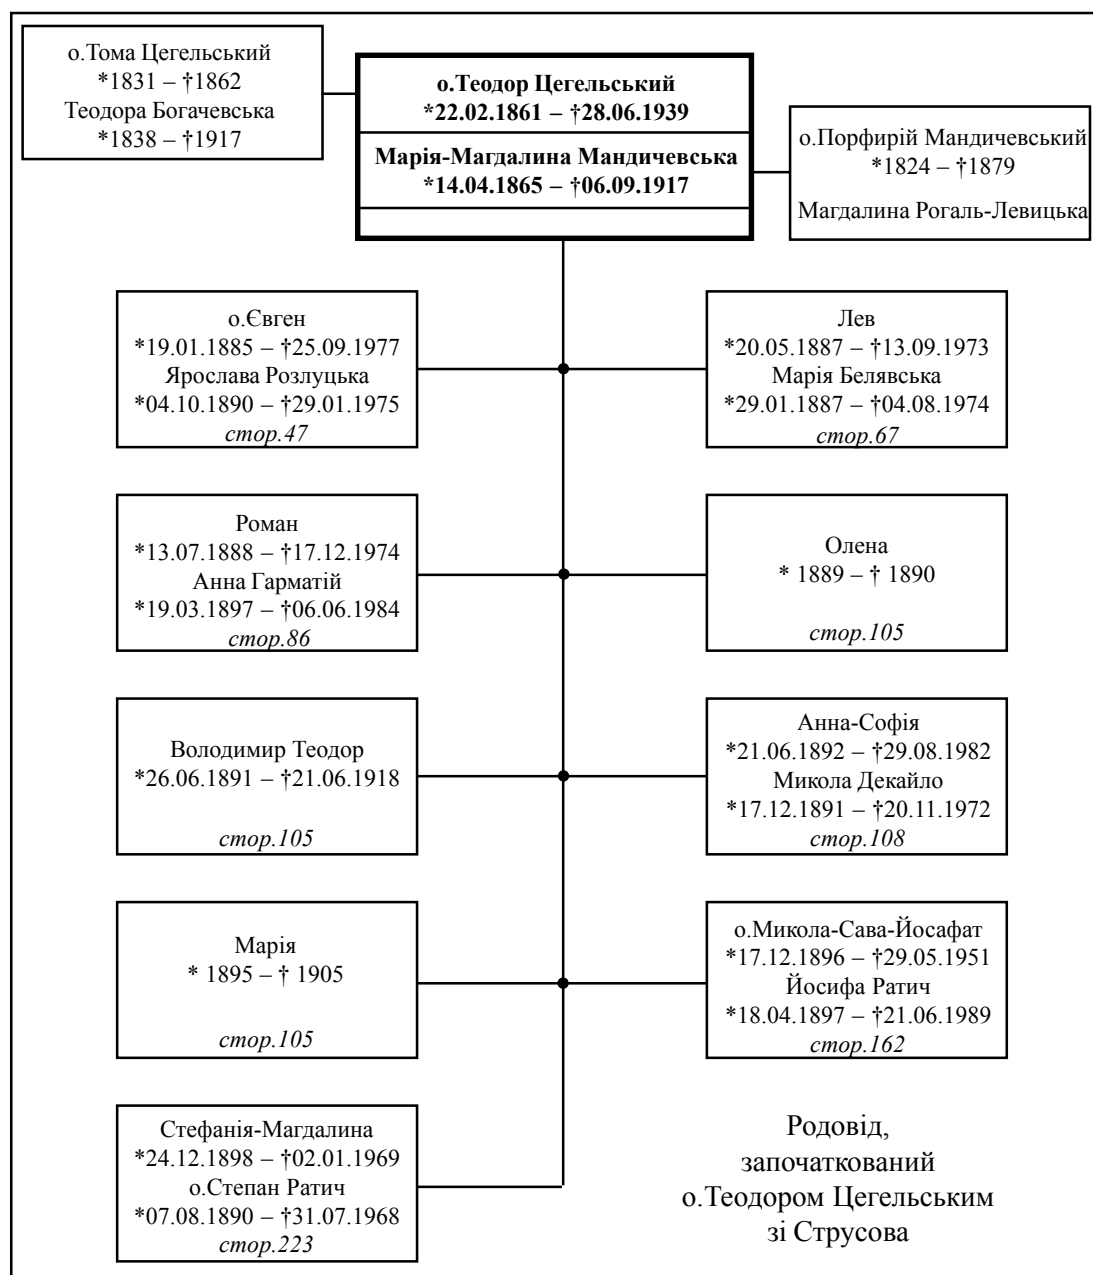 о.Тома Цегельський
*1831 – †1862
Теодора Богачевська
*1838 – †1917
о.Теодор Цегельський
*22.02.1861 – †28.06.1939
Марія-Магдалина Мандичевська
*14.04.1865 – †06.09.1917
о.Порфирій Мандичевський
*1824 – †1879
Магдалина Рогаль-Левицька
о.Євген
*19.01.1885 – †25.09.1977
Ярослава Розлуцька
*04.10.1890 – †29.01.1975
стор.47
Лев
*20.05.1887 – †13.09.1973
Марія Белявська
*29.01.1887 – †04.08.1974
стор.67
Роман
*13.07.1888 – †17.12.1974
Анна Гарматій
*19.03.1897 – †06.06.1984
стор.86
Олена
* 1889 – † 1890
стор.105
Володимир Теодор
*26.06.1891 – †21.06.1918
стор.105
Анна-Софія
*21.06.1892 – †29.08.1982
Микола Декайло
*17.12.1891 – †20.11.1972
стор.108
Марія
* 1895 – † 1905
стор.105
о.Микола-Сава-Йосафат
*17.12.1896 – †29.05.1951
Йосифа Ратич
*18.04.1897 – †21.06.1989
стор.162
Стефанія-Магдалина
*24.12.1898 – †02.01.1969
о.Степан Ратич
*07.08.1890 – †31.07.1968
стор.223
Родовід,
започаткований
о.Теодором Цегельським
зі Струсова